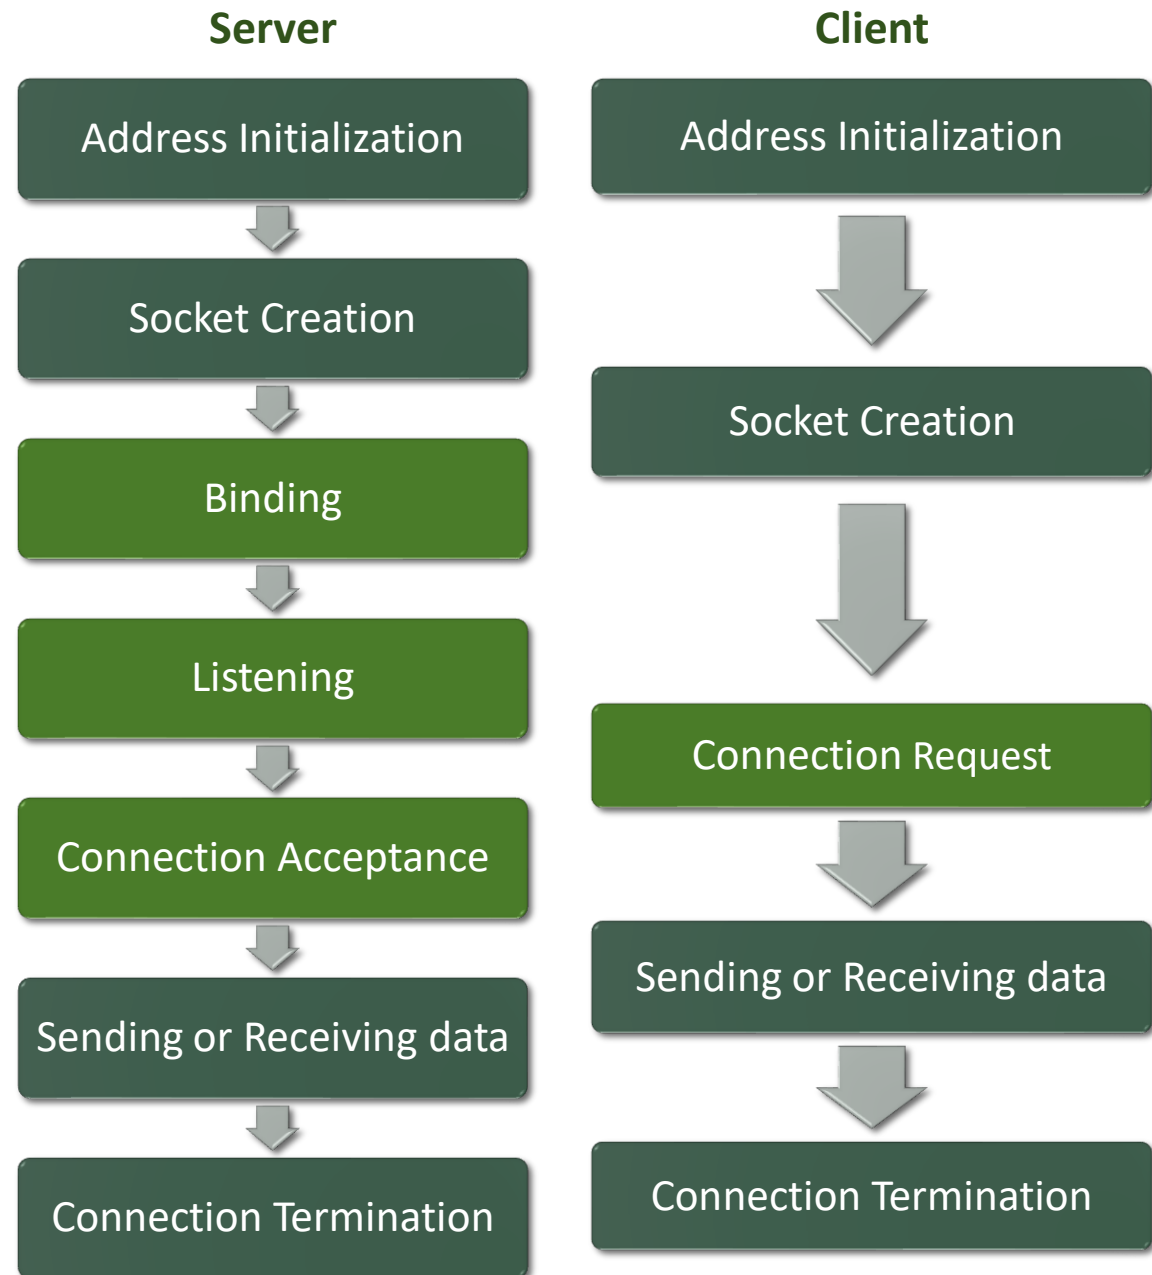 Server
Address Initialization
Socket Creation
Binding
Listening
Connection Acceptance
Sending or Receiving data
Connection Termination
Client
Address Initialization
Socket Creation
Connection Request
Sending or Receiving data
Connection Termination